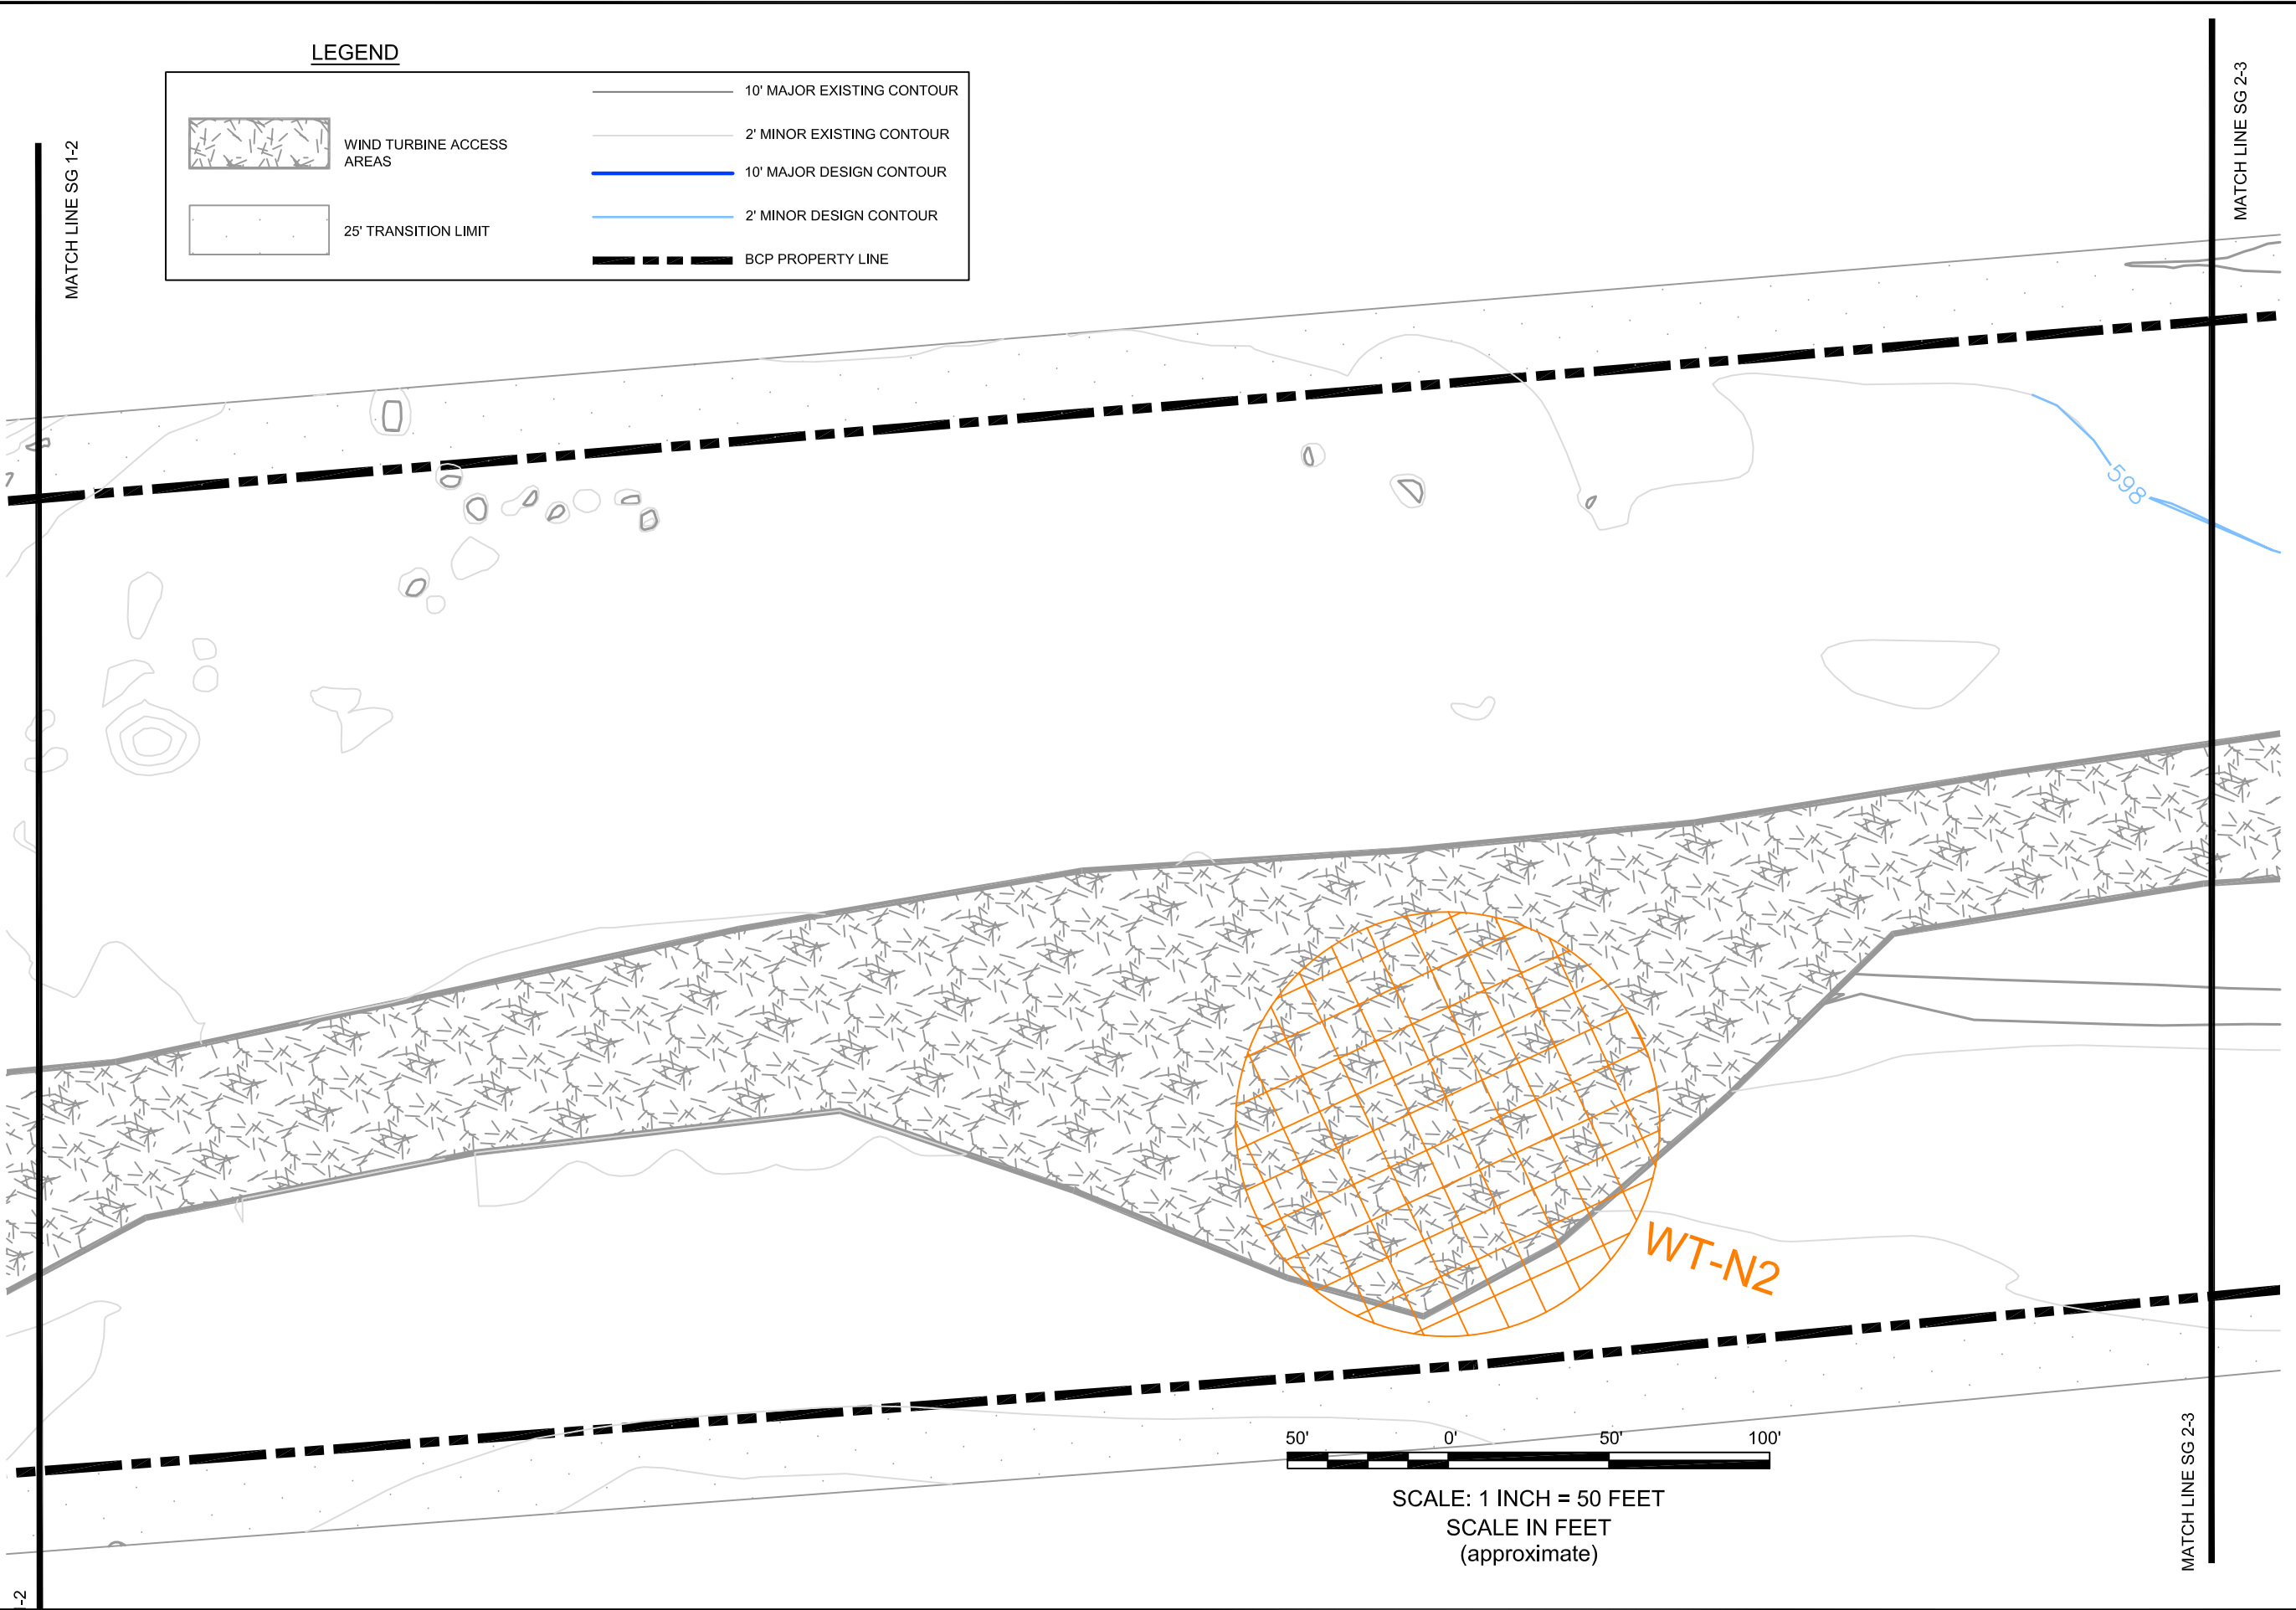 LEGEND
WIND TURBINE ACCESS
AREAS
25' TRANSITION LIMIT
10' MAJOR EXISTING CONTOUR
2' MINOR EXISTING CONTOUR
10' MAJOR DESIGN CONTOUR
2' MINOR DESIGN CONTOUR
BCP PROPERTY LINE
MATCH LINE SG 1-2
MATCH LINE SG 2-3
598
WT-N2
50' 0' 50' 100'
SCALE: 1 INCH = 50 FEET
SCALE IN FEET
(approximate)
MATCH LINE SG 2-3
-2